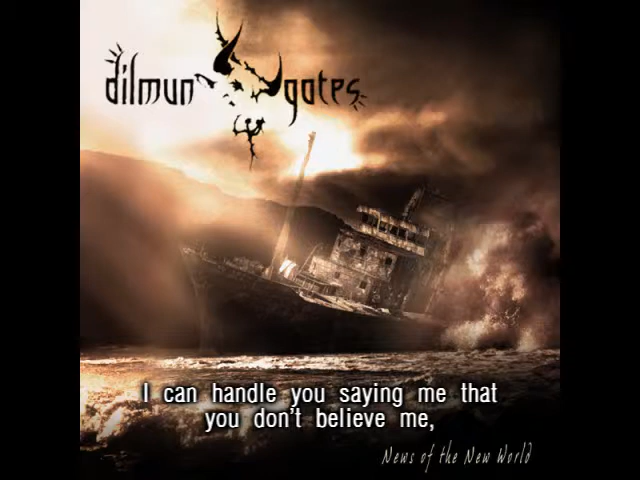 dilmun gates
I can handle you saying me that
you don't believe me,
News of the New World